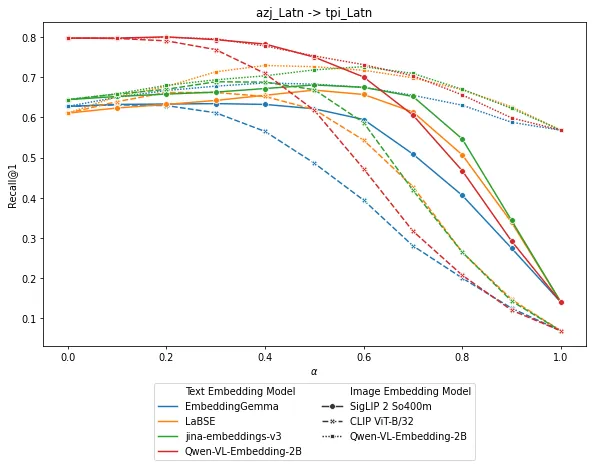 azj_Latn -> tpi_Latn
Recall@1
0.8
0.7
0.6
0.5
0.4
0.3
0.2
0.1
0.0 0.2 0.4 0.6 0.8 1.0
α
Text Embedding Model Image Embedding Model
EmbeddingGemma SigLIP 2 So400m
LaBSE CLIP ViT-B/32
jina-embeddings-v3 Qwen-VL-Embedding-2B
Qwen-VL-Embedding-2B